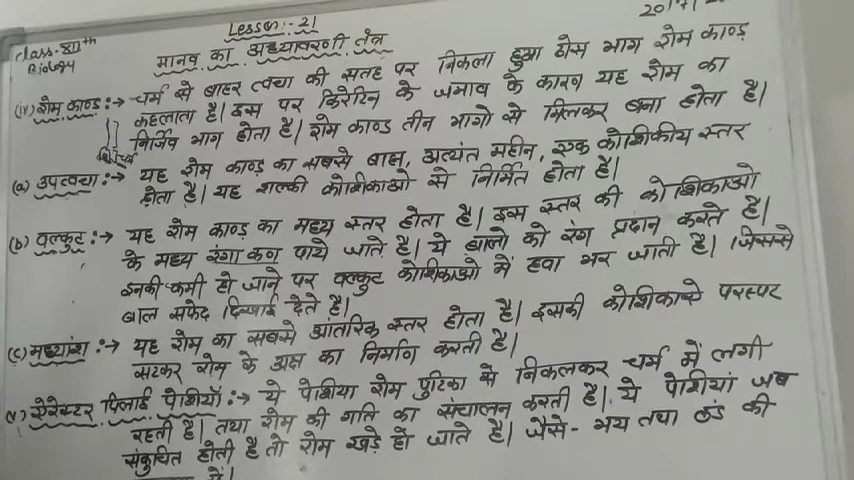 Lesson :- 21
Class- 8th
Biology
मानव का अध्यावरणी तंत्र
(iv) रोम काण्ड :→ चर्म से बाहर त्वचा की सतह पर निकला हुआ ठोस भाग रोम काण्ड
कहलाता है। इस पर किरेटिन के जमाव के कारण यह रोम का
निर्जिव भाग होता है। रोम काण्ड तीन भागो से मिलकर बना होता है।
(a) उपत्वचा :→ यह रोम काण्ड का सबसे बाह्य, अत्यंत महीन, एक कोशिकीय स्तर
होता है। यह शल्की कोशिकाओ से निर्मित होता है।
(b) वल्कुट :→ यह रोम काण्ड का मध्य स्तर होता है। इस स्तर की कोशिकाओ
के मध्य रंगा कण पाये जाते है। ये बालो को रंग प्रदान करते है।
इनकी कमी हो जाने पर वल्कुट कोशिकाओ में हवा भर जाती है। जिससे
बाल सफेद दिखाई देते है।
(c) मध्यांश :→ यह रोम का सबसे आंतरिक स्तर होता है। इसकी कोशिकाये परस्पर
सटकर रोम के अक्ष का निर्माण करती है।
(v) ऐरेक्टर पिलाई पेशियाँ :→ ये पेशिया रोम पुटिका से निकलकर चर्म में लगी
रहती है। तथा रोम की गति का संचालन करती है। ये पेशियां जब
संकुचित होती है तो रोम खड़े हो जाते है। जैसे - भय तथा ठंड की
में।